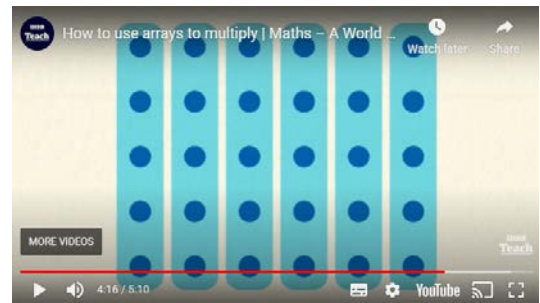 Teach
How to use arrays to multiply | Maths – A World ...
Watch later
Share
MORE VIDEOS
Teach
4:16 / 5:10
YouTube